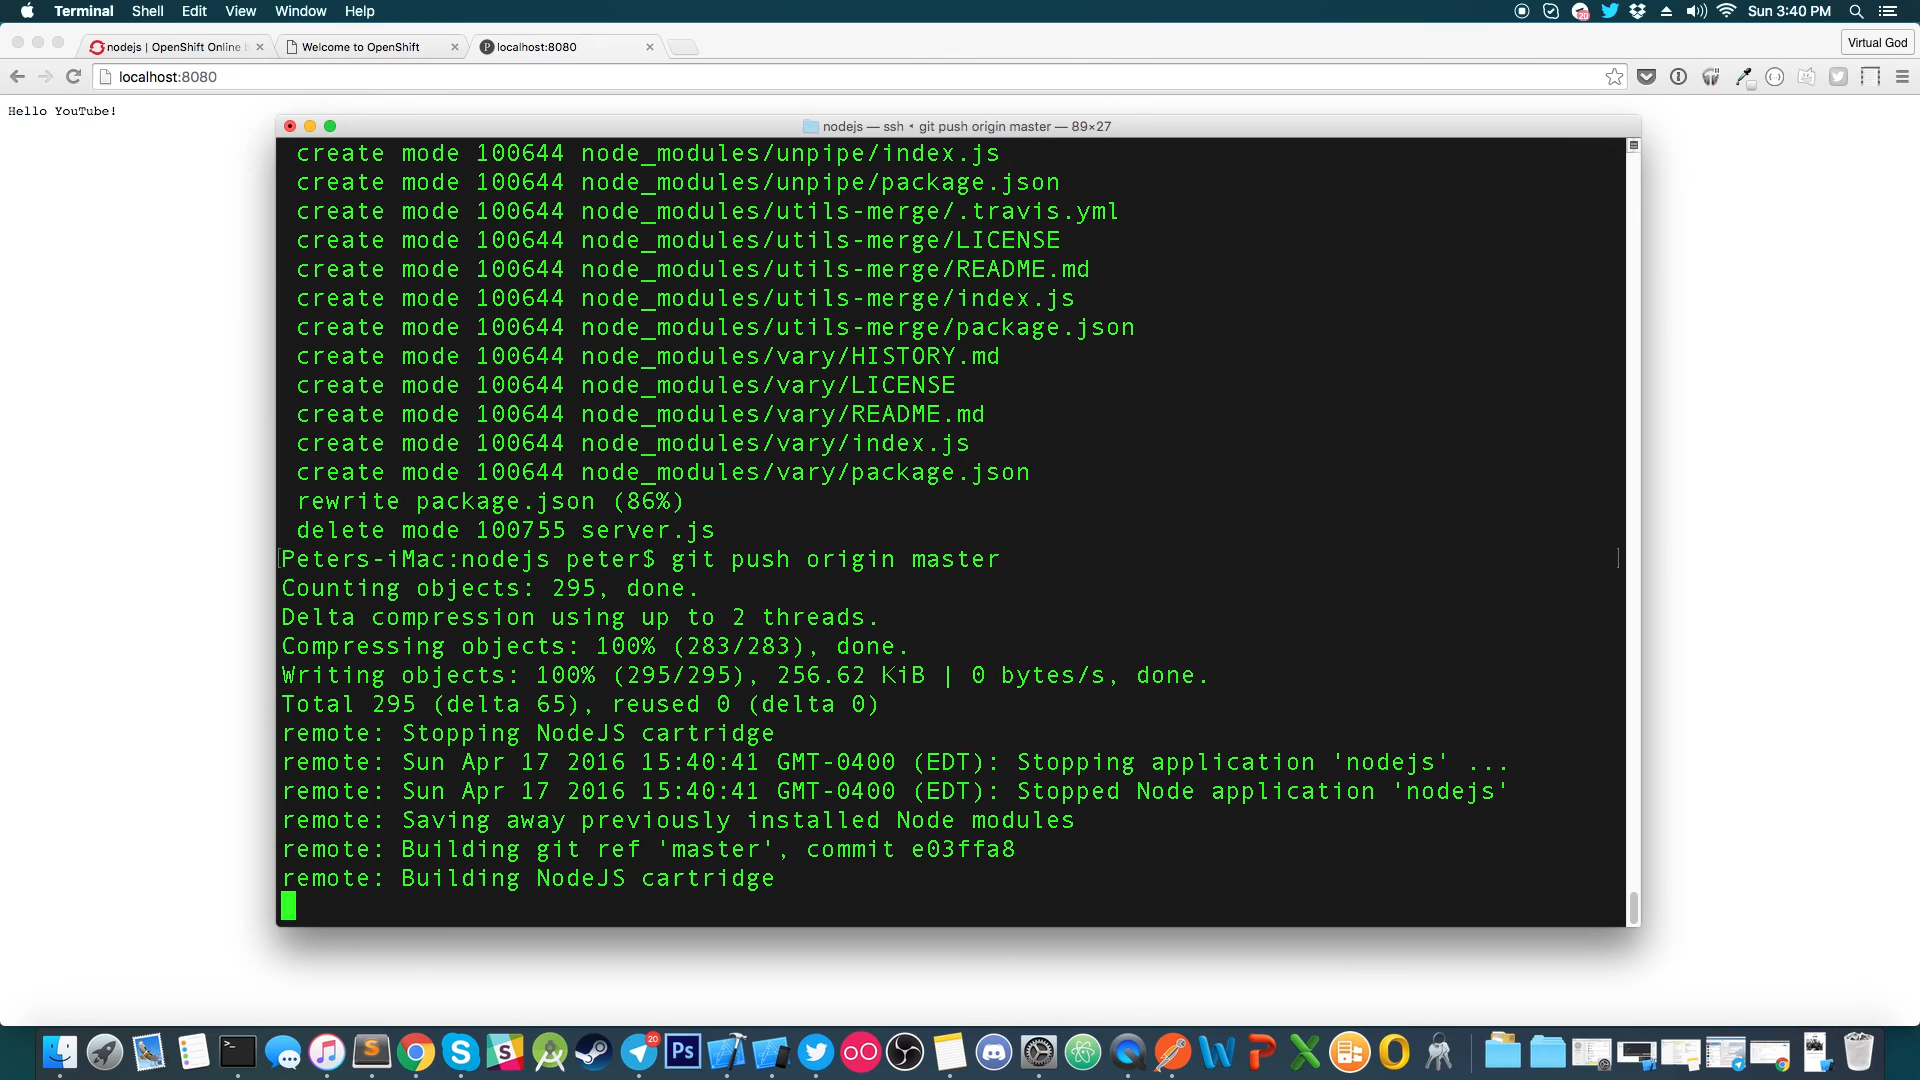 Terminal Shell Edit View Window Help Sun 3:40 PM
nodejs | OpenShift Online
Welcome to OpenShift
localhost:8080
Virtual God
localhost:8080
Hello YouTube!
nodejs — ssh • git push origin master — 89×27
create mode 100644 node_modules/unpipe/index.js
create mode 100644 node_modules/unpipe/package.json
create mode 100644 node_modules/utils-merge/.travis.yml
create mode 100644 node_modules/utils-merge/LICENSE
create mode 100644 node_modules/utils-merge/README.md
create mode 100644 node_modules/utils-merge/index.js
create mode 100644 node_modules/utils-merge/package.json
create mode 100644 node_modules/vary/HISTORY.md
create mode 100644 node_modules/vary/LICENSE
create mode 100644 node_modules/vary/README.md
create mode 100644 node_modules/vary/index.js
create mode 100644 node_modules/vary/package.json
rewrite package.json (86%)
delete mode 100755 server.js
[Peters-iMac:nodejs peter$ git push origin master ]
Counting objects: 295, done.
Delta compression using up to 2 threads.
Compressing objects: 100% (283/283), done.
Writing objects: 100% (295/295), 256.62 KiB | 0 bytes/s, done.
Total 295 (delta 65), reused 0 (delta 0)
remote: Stopping NodeJS cartridge
remote: Sun Apr 17 2016 15:40:41 GMT-0400 (EDT): Stopping application 'nodejs' ...
remote: Sun Apr 17 2016 15:40:41 GMT-0400 (EDT): Stopped Node application 'nodejs'
remote: Saving away previously installed Node modules
remote: Building git ref 'master', commit e03ffa8
remote: Building NodeJS cartridge
20
Ps